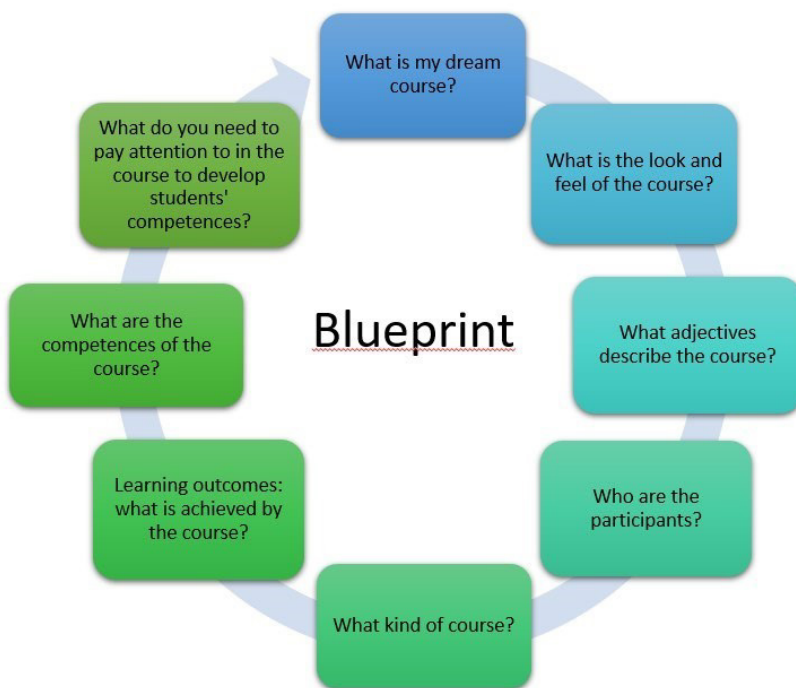 What is my dream
course?
What is the look and
feel of the course?
What adjectives
describe the course?
Who are the
participants?
What kind of course?
Learning outcomes:
what is achieved by
the course?
What are the
competences of the
course?
What do you need to
pay attention to in the
course to develop
students'
competences?
Blueprint